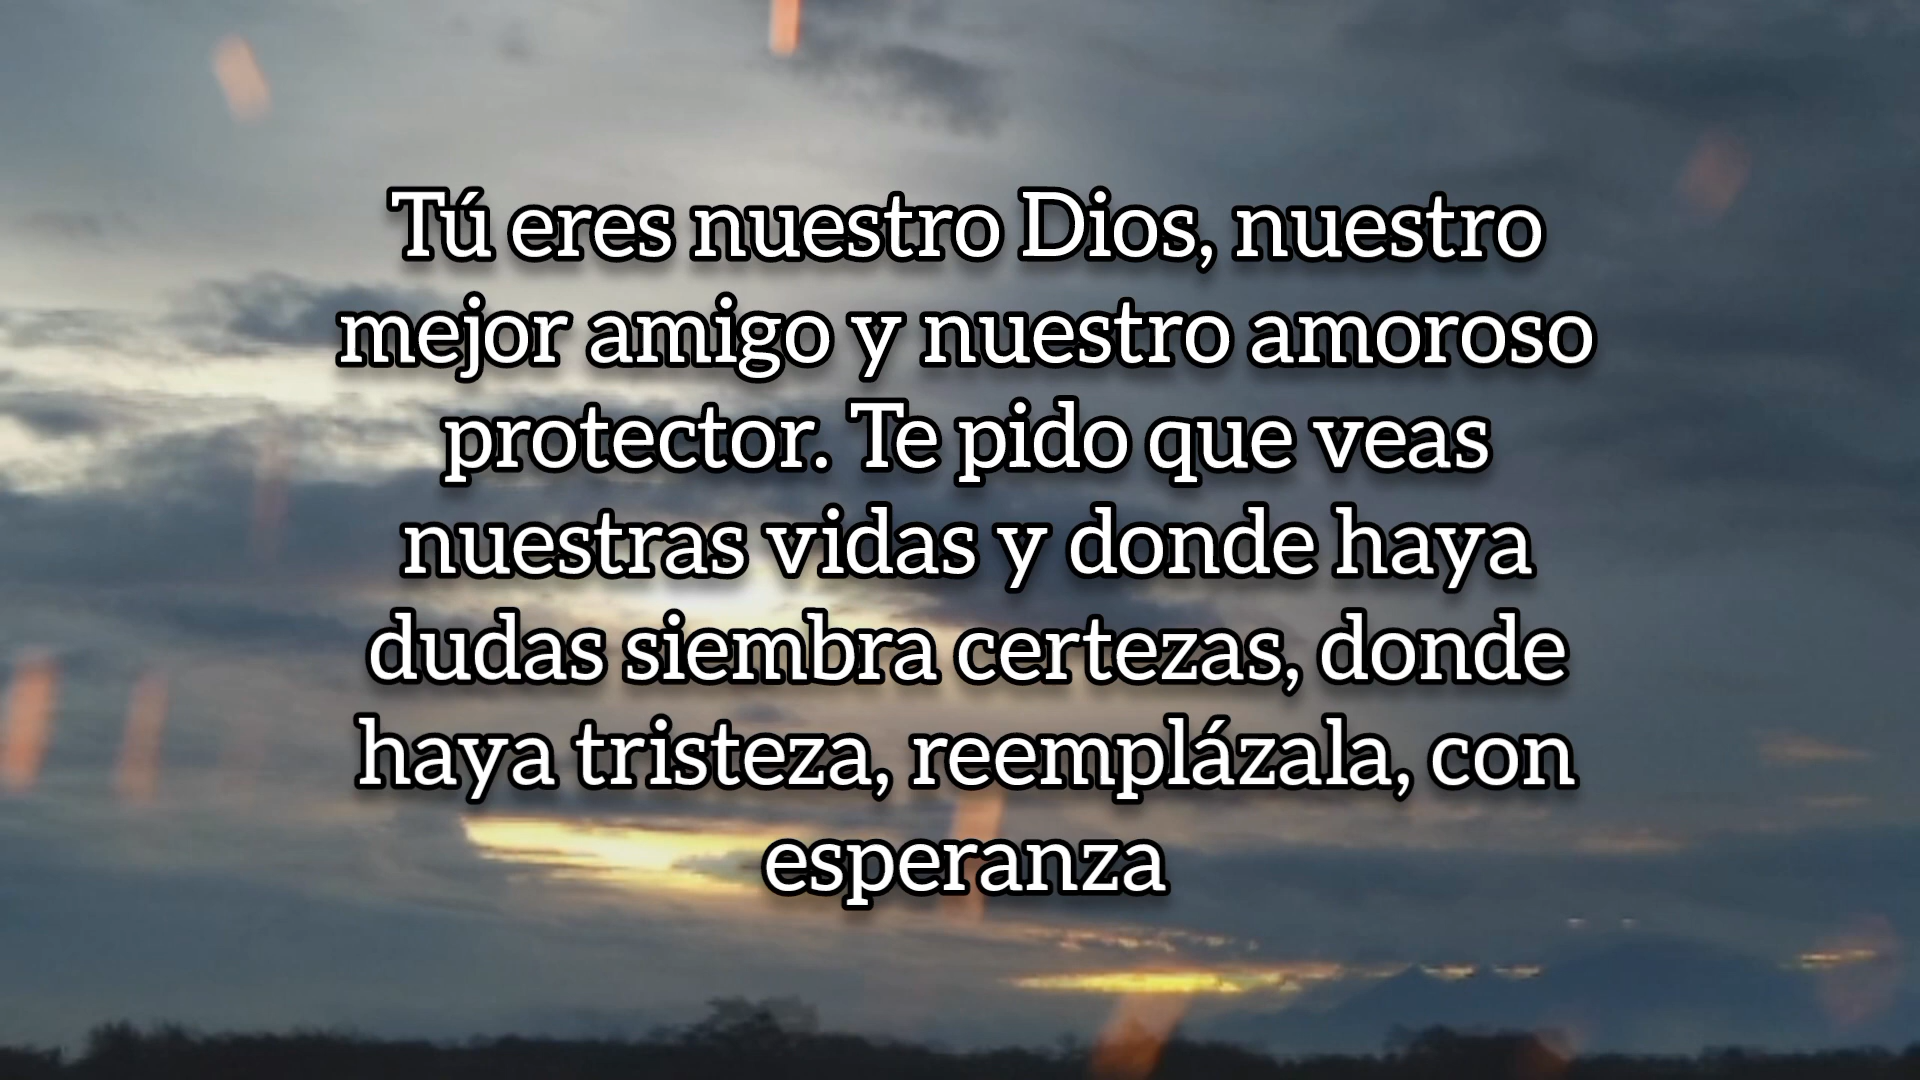 Tú eres nuestro Dios, nuestro
mejor amigo y nuestro amoroso
protector. Te pido que veas
nuestras vidas y donde haya
dudas siembra certezas, donde
haya tristeza, reemplázala, con
esperanza